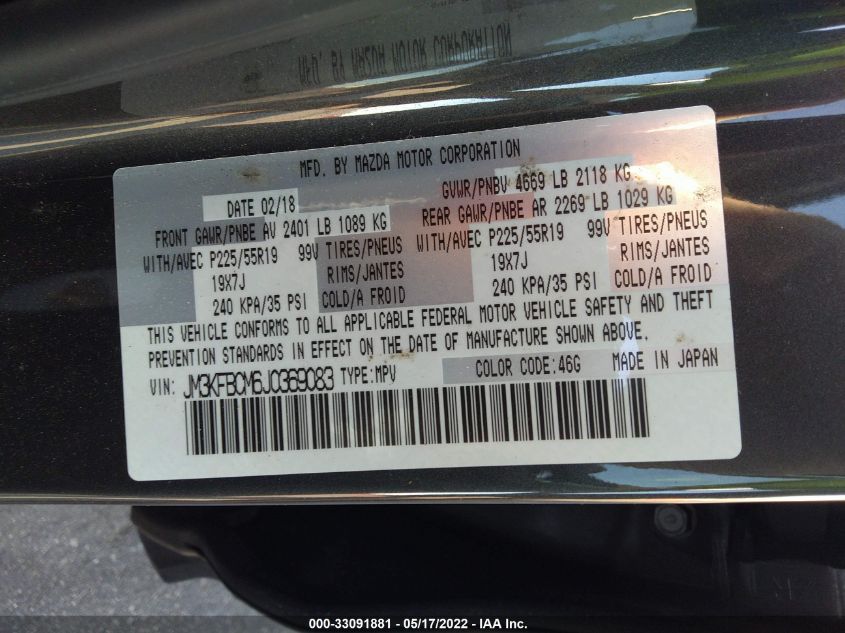 MFD. BY MAZDA MOTOR CORPORATION
MFD. BY MAZDA MOTOR CORPORATION
DATE 02/18 GVWR/PNBV 4669 LB 2118 KG
FRONT GAWR/PNBE AV 2401 LB 1089 KG REAR GAWR/PNBE AR 2269 LB 1029 KG
WITH/AVEC P225/55R19 99V TIRES/PNEUS WITH/AVEC P225/55R19 99V TIRES/PNEUS
19X7J RIMS/JANTES 19X7J RIMS/JANTES
240 KPA/35 PSI COLD/A FROID 240 KPA/35 PSI COLD/A FROID
THIS VEHICLE CONFORMS TO ALL APPLICABLE FEDERAL MOTOR VEHICLE SAFETY AND THEFT
PREVENTION STANDARDS IN EFFECT ON THE DATE OF MANUFACTURE SHOWN ABOVE.
VIN: JM3KFBCM6J0369083 TYPE:MPV COLOR CODE:46G MADE IN JAPAN
000-33091881 - 05/17/2022 - IAA Inc.